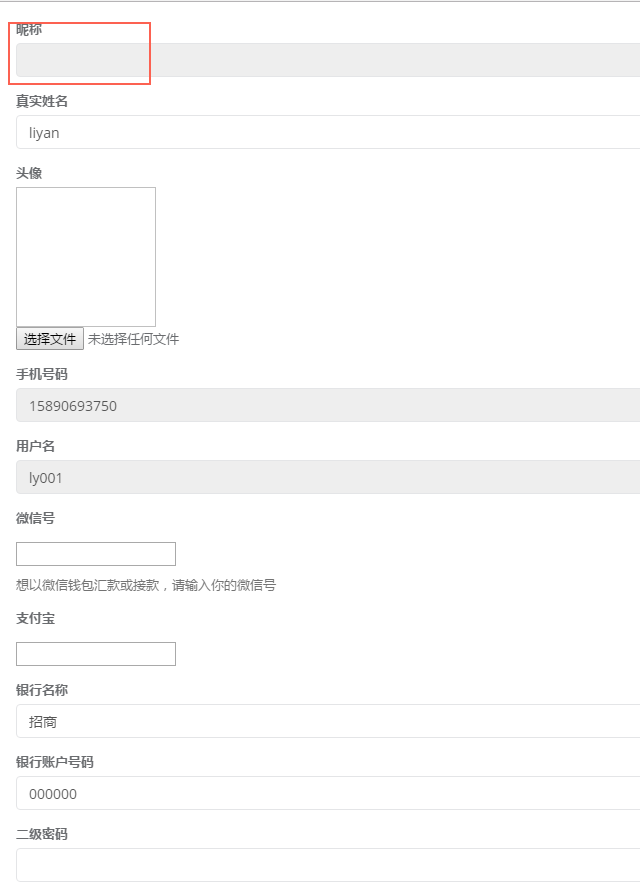 昵称
真实姓名
liyan
头像
选择文件 未选择任何文件
手机号码
15890693750
用户名
ly001
微信号
想以微信钱包汇款或接款，请输入你的微信号
支付宝
银行名称
招商
银行账户号码
000000
二级密码